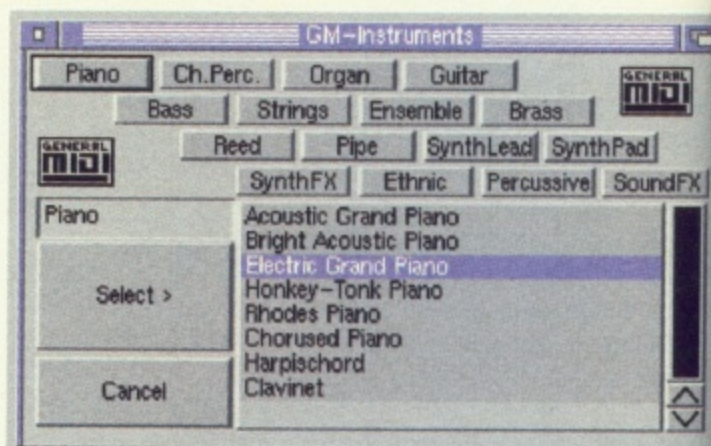 GM-Instruments
Piano Ch.Perc. Organ Guitar
GENERAL MIDI
Bass Strings Ensemble Brass
GENERAL MIDI
Reed Pipe SynthLead SynthPad
SynthFX Ethnic Percussive SoundFX
Piano
Acoustic Grand Piano
Bright Acoustic Piano
Electric Grand Piano
Honkey-Tonk Piano
Rhodes Piano
Chorused Piano
Harpischord
Clavinet
Select >
Cancel